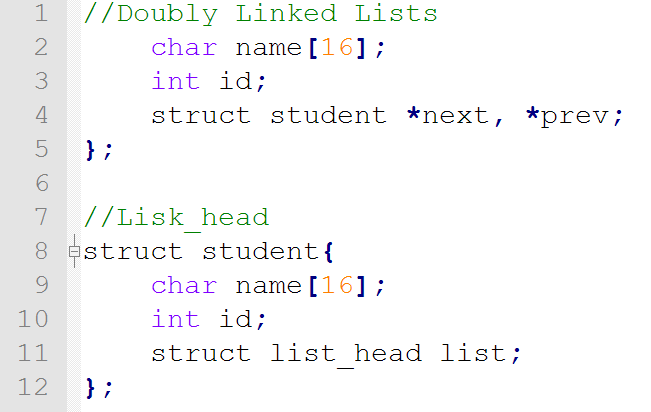 1 //Doubly Linked Lists
2     char name[16];
3     int id;
4     struct student *next, *prev;
5 };
6
7 //Lisk_head
8 struct student{
9     char name[16];
10     int id;
11     struct list_head list;
12 };